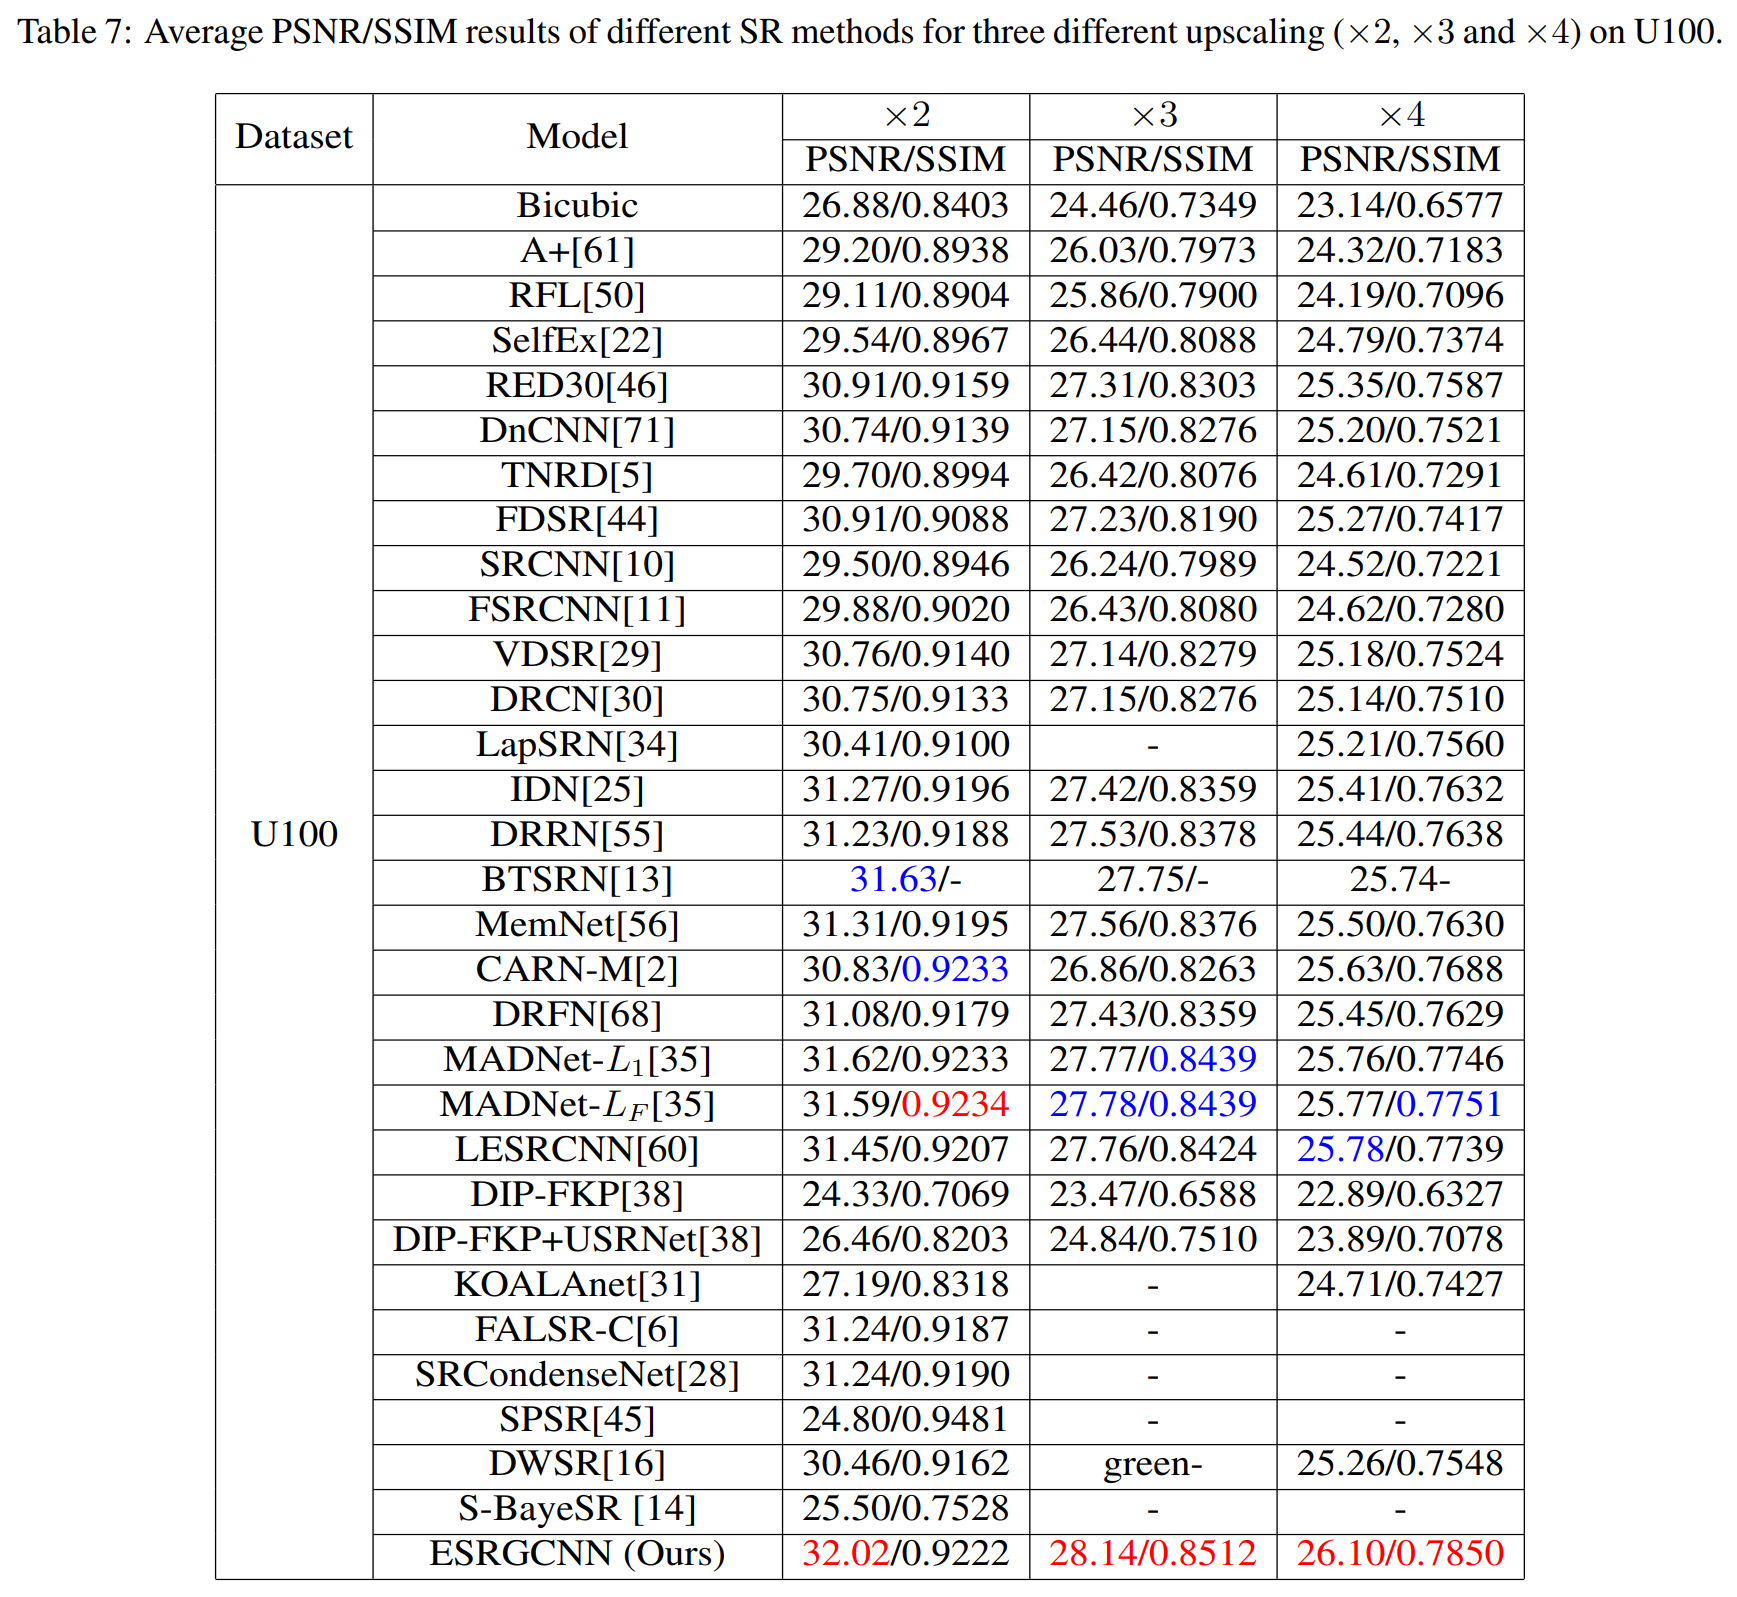 Table 7: Average PSNR/SSIM results of different SR methods for three different upscaling (×2, ×3 and ×4) on U100.
Dataset Model ×2 ×3 ×4
PSNR/SSIM PSNR/SSIM PSNR/SSIM
Bicubic 26.88/0.8403 24.46/0.7349 23.14/0.6577
A+[61] 29.20/0.8938 26.03/0.7973 24.32/0.7183
RFL[50] 29.11/0.8904 25.86/0.7900 24.19/0.7096
SelfEx[22] 29.54/0.8967 26.44/0.8088 24.79/0.7374
RED30[46] 30.91/0.9159 27.31/0.8303 25.35/0.7587
DnCNN[71] 30.74/0.9139 27.15/0.8276 25.20/0.7521
TNRD[5] 29.70/0.8994 26.42/0.8076 24.61/0.7291
FDSR[44] 30.91/0.9088 27.23/0.8190 25.27/0.7417
SRCNN[10] 29.50/0.8946 26.24/0.7989 24.52/0.7221
FSRCNN[11] 29.88/0.9020 26.43/0.8080 24.62/0.7280
VDSR[29] 30.76/0.9140 27.14/0.8279 25.18/0.7524
DRCN[30] 30.75/0.9133 27.15/0.8276 25.14/0.7510
LapSRN[34] 30.41/0.9100 - 25.21/0.7560
IDN[25] 31.27/0.9196 27.42/0.8359 25.41/0.7632
U100 DRRN[55] 31.23/0.9188 27.53/0.8378 25.44/0.7638
BTSRN[13] 31.63/- 27.75/- 25.74-
MemNet[56] 31.31/0.9195 27.56/0.8376 25.50/0.7630
CARN-M[2] 30.83/0.9233 26.86/0.8263 25.63/0.7688
DRFN[68] 31.08/0.9179 27.43/0.8359 25.45/0.7629
MADNet-L1[35] 31.62/0.9233 27.77/0.8439 25.76/0.7746
MADNet-LF[35] 31.59/0.9234 27.78/0.8439 25.77/0.7751
LESRCNN[60] 31.45/0.9207 27.76/0.8424 25.78/0.7739
DIP-FKP[38] 24.33/0.7069 23.47/0.6588 22.89/0.6327
DIP-FKP+USRNet[38] 26.46/0.8203 24.84/0.7510 23.89/0.7078
KOALAnet[31] 27.19/0.8318 - 24.71/0.7427
FALSR-C[6] 31.24/0.9187 - -
SRCondenseNet[28] 31.24/0.9190 - -
SPSR[45] 24.80/0.9481 - -
DWSR[16] 30.46/0.9162 green- 25.26/0.7548
S-BayeSR [14] 25.50/0.7528 - -
ESRGCNN (Ours) 32.02/0.9222 28.14/0.8512 26.10/0.7850